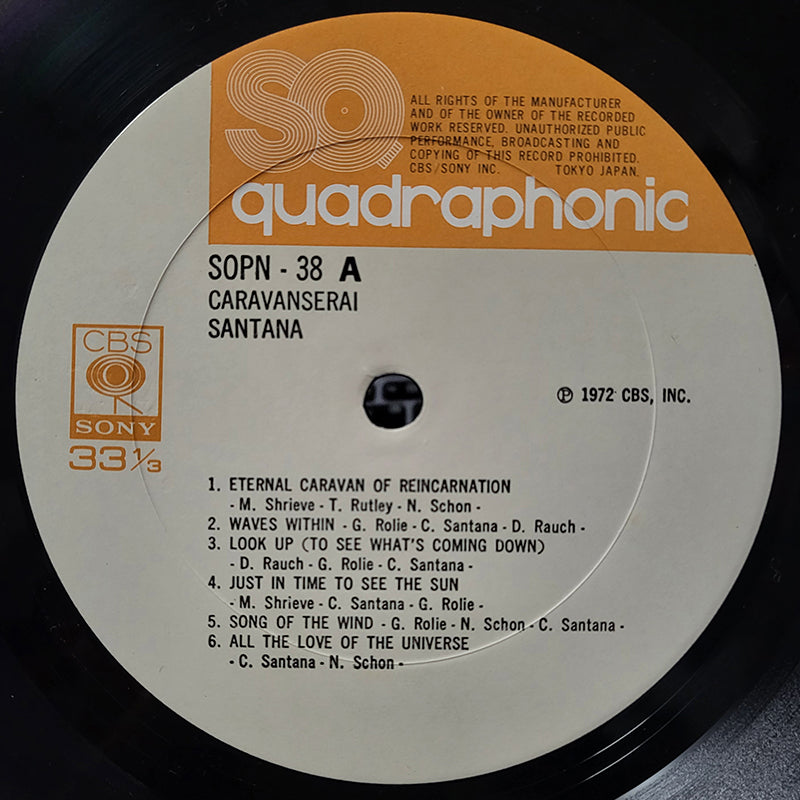 SQ
ALL RIGHTS OF THE MANUFACTURER
AND OF THE OWNER OF THE RECORDED
WORK RESERVED. UNAUTHORIZED PUBLIC
PERFORMANCE, BROADCASTING AND
COPYING OF THIS RECORD PROHIBITED.
CBS/SONY INC. TOKYO JAPAN.
quadraphonic
SOPN - 38 A
CARAVANSERAI
SANTANA
CBS
SONY
33 1/3
℗ 1972 CBS, INC.
1. ETERNAL CARAVAN OF REINCARNATION
- M. Shrieve - T. Rutley - N. Schon -
2. WAVES WITHIN - G. Rolie - C. Santana - D. Rauch -
3. LOOK UP (TO SEE WHAT'S COMING DOWN)
- D. Rauch - G. Rolie - C. Santana -
4. JUST IN TIME TO SEE THE SUN
- M. Shrieve - C. Santana - G. Rolie -
5. SONG OF THE WIND - G. Rolie - N. Schon - C. Santana -
6. ALL THE LOVE OF THE UNIVERSE
- C. Santana - N. Schon -